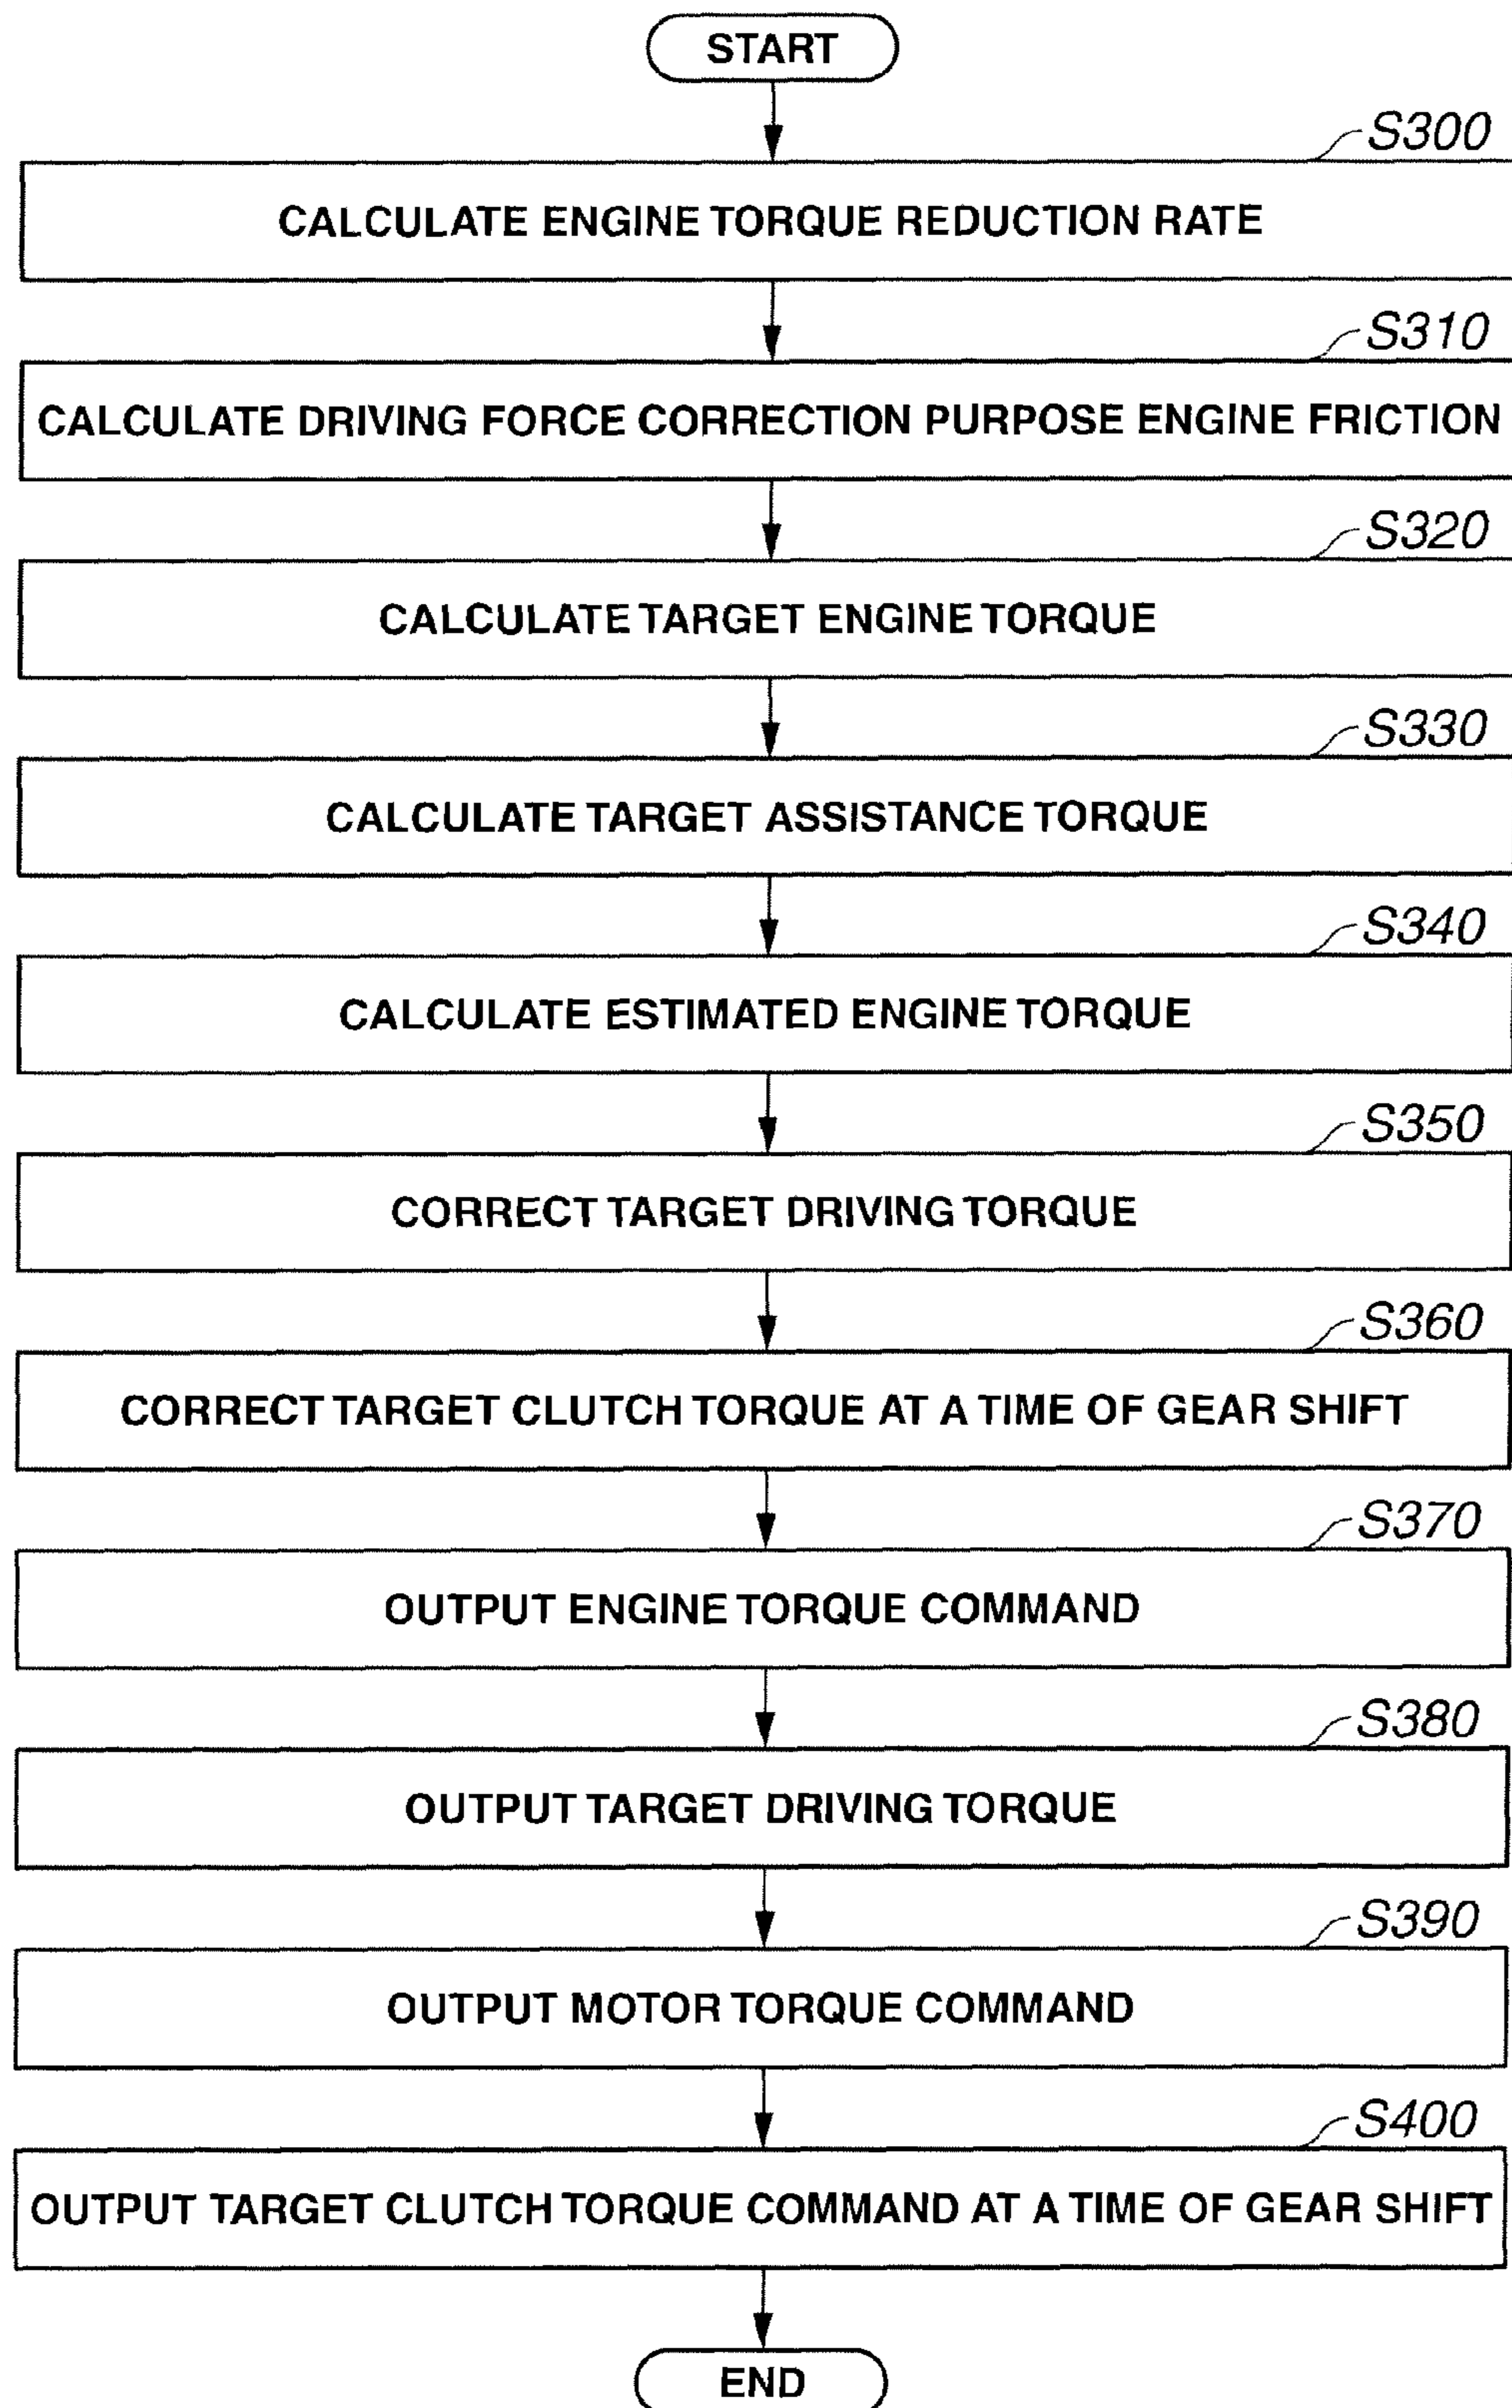 START
S300
CALCULATE ENGINE TORQUE REDUCTION RATE
S310
CALCULATE DRIVING FORCE CORRECTION PURPOSE ENGINE FRICTION
S320
CALCULATE TARGET ENGINE TORQUE
S330
CALCULATE TARGET ASSISTANCE TORQUE
S340
CALCULATE ESTIMATED ENGINE TORQUE
S350
CORRECT TARGET DRIVING TORQUE
S360
CORRECT TARGET CLUTCH TORQUE AT A TIME OF GEAR SHIFT
S370
OUTPUT ENGINE TORQUE COMMAND
S380
OUTPUT TARGET DRIVING TORQUE
S390
OUTPUT MOTOR TORQUE COMMAND
S400
OUTPUT TARGET CLUTCH TORQUE COMMAND AT A TIME OF GEAR SHIFT
END